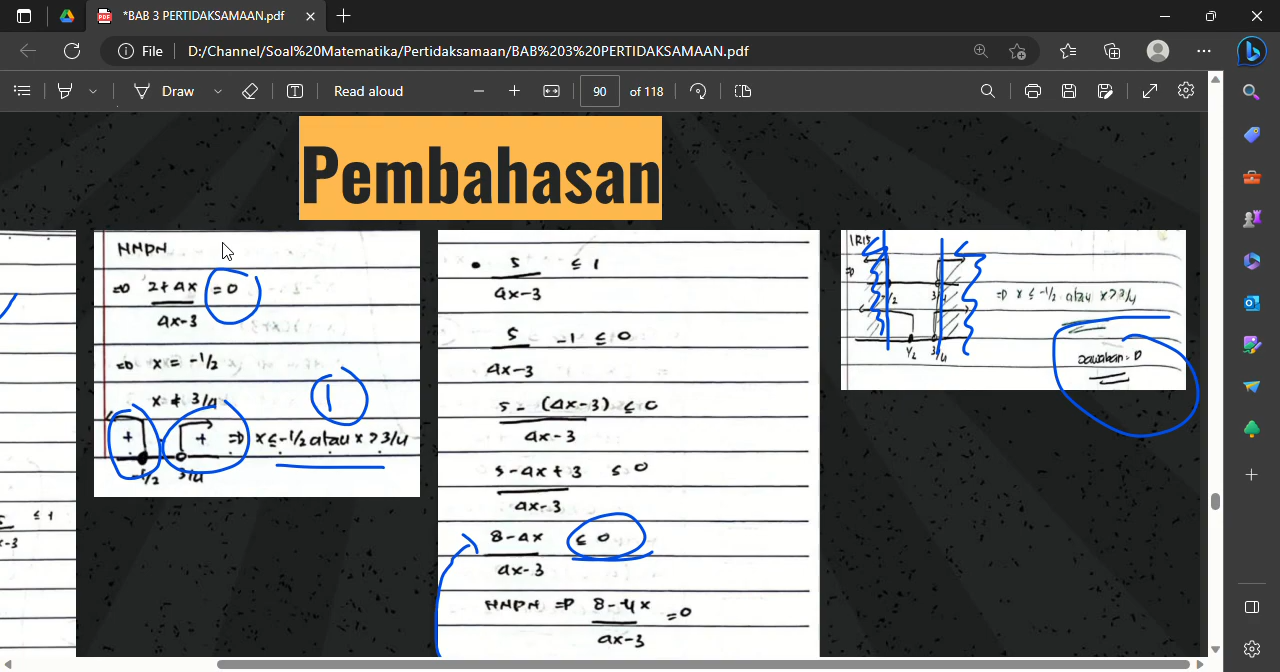 *BAB 3 PERTIDAKSAMAAN.pdf
File
D:/Channel/Soal%20Matematika/Pertidaksamaan/BAB%203%20PERTIDAKSAMAAN.pdf
Draw
Read aloud
90
of 118
Pembahasan
HNPN
=> 2+4x = 0
4x-3
=> x = -1/2
x ≠ 3/4
1
+ + => x ≤ -1/2 atau x > 3/4
-1/2 3/4
≤ 1
-3
• 5 ≤ 1
4x-3
5 -1 ≤ 0
4x-3
5 - (4x-3) ≤ 0
4x-3
5-4x+3 ≤ 0
4x-3
8-4x ≤ 0
4x-3
HNPN => 8-4x = 0
4x-3
IRIS
=>
-1/2 3/4 => x ≤ -1/2 atau x > 3/4
3/4
Jawaban = D